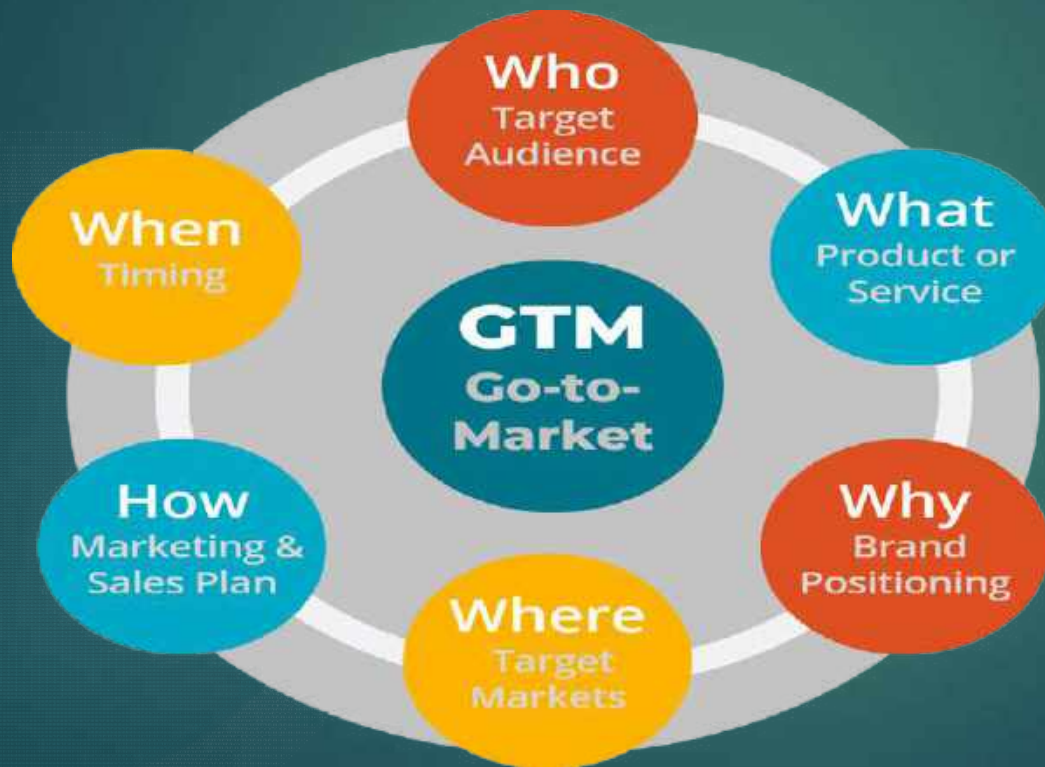 Who
Target
Audience
What
Product or
Service
Why
Brand
Positioning
Where
Target
Markets
How
Marketing &
Sales Plan
When
Timing
GTM
Go-to-
Market